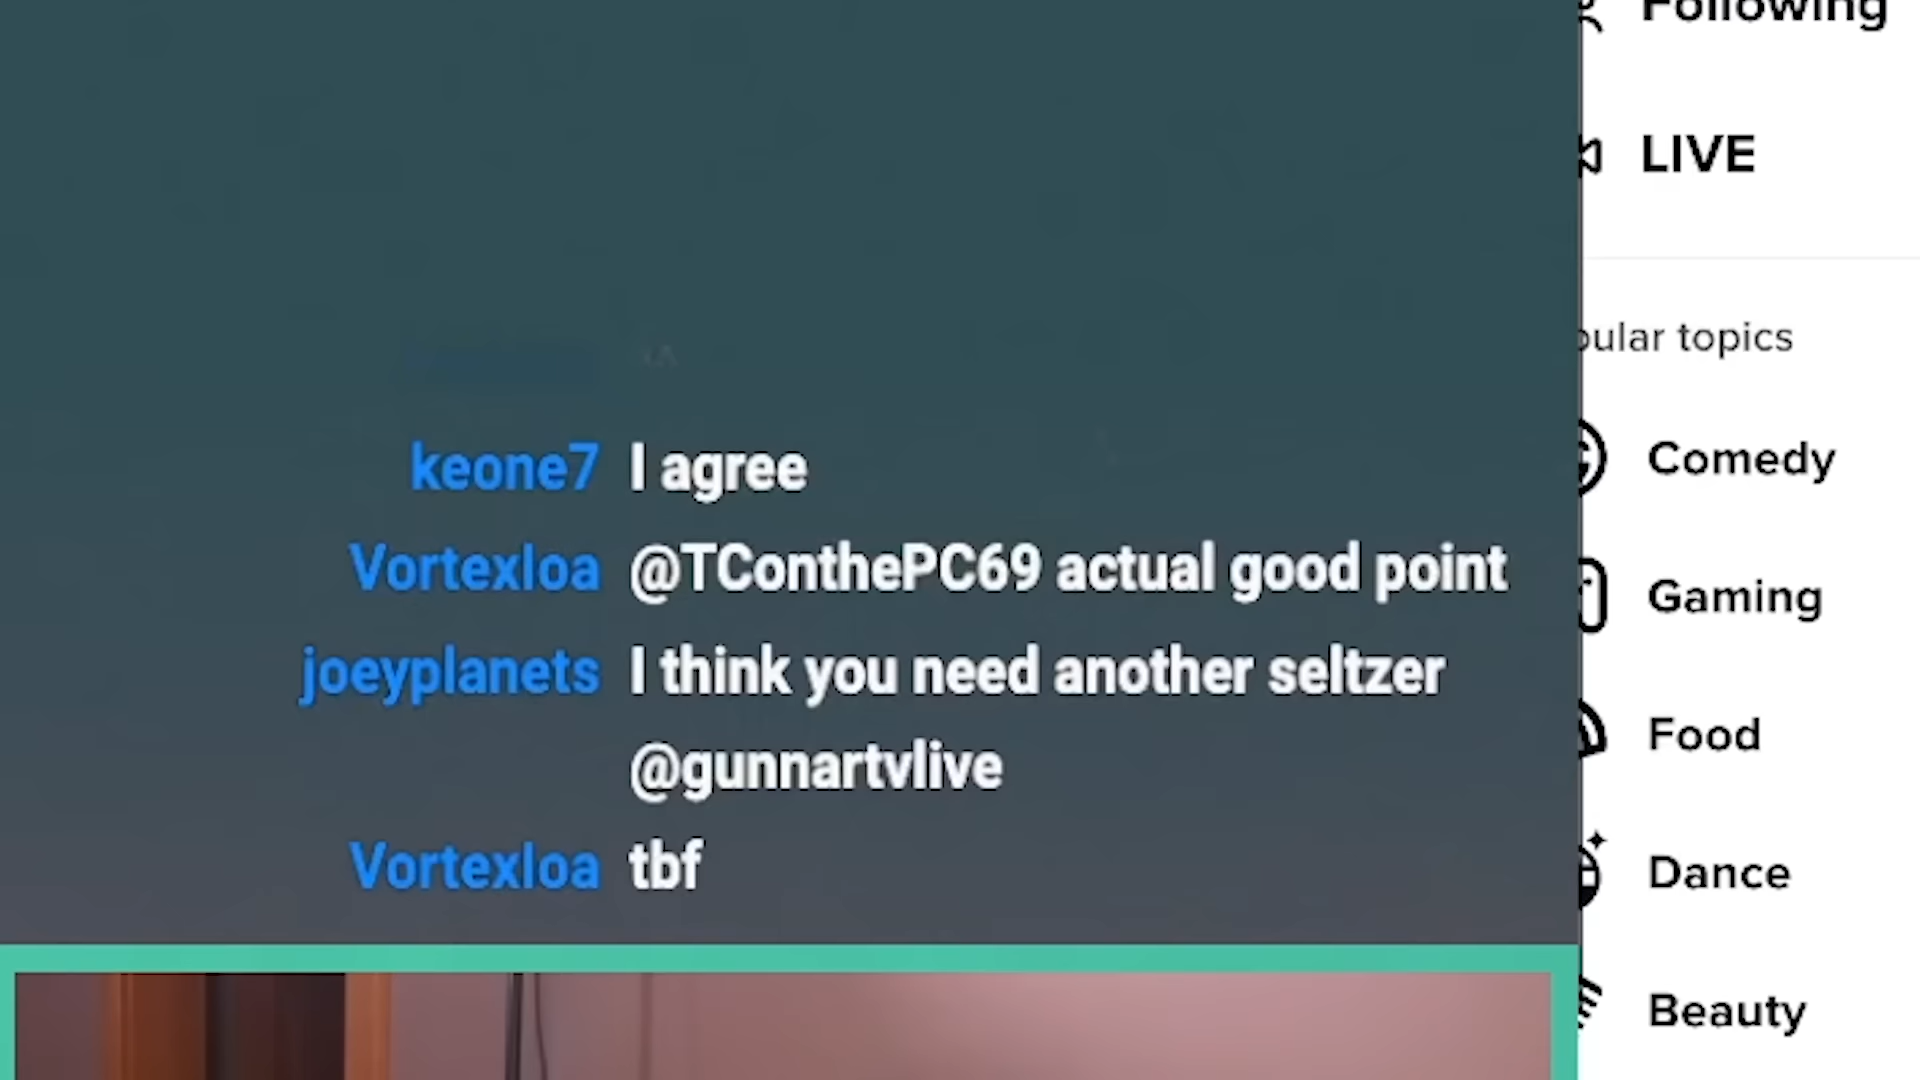 Following
LIVE
pular topics
keone7 I agree
Comedy
Vortexloa @TConthePC69 actual good point
Gaming
joeyplanets I think you need another seltzer
@gunnartvlive
Food
Vortexloa tbf
Dance
Beauty